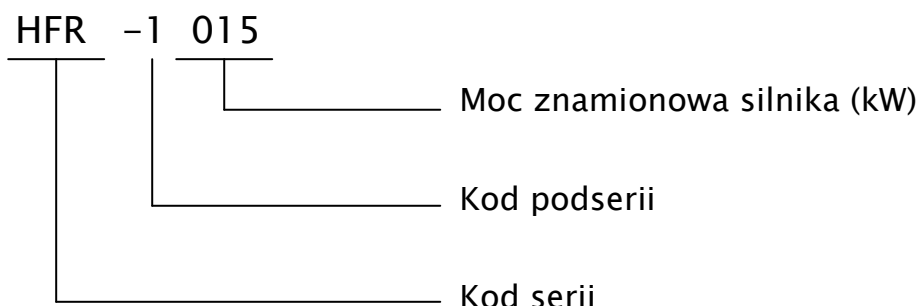 HFR -1 015
Moc znamionowa silnika (kW)
Kod podserii
Kod serii